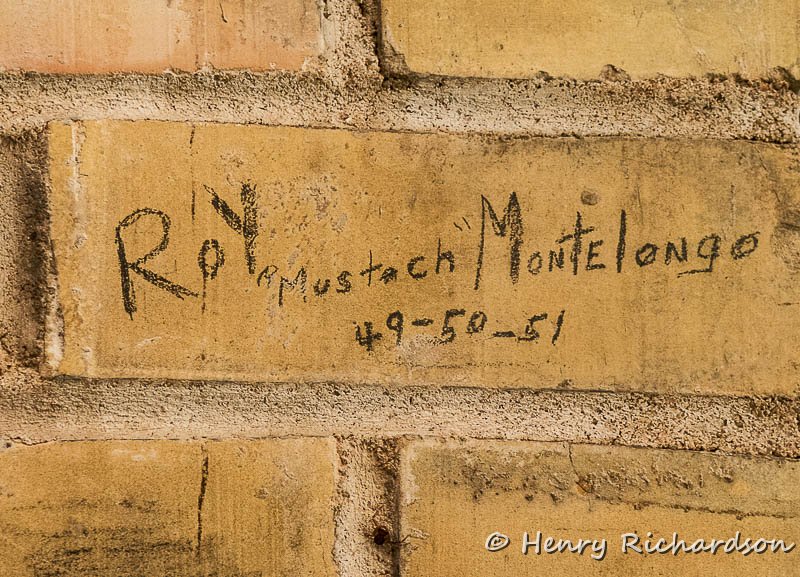 RoY "Mustach" MontElongo
49-50-51
© Henry Richardson